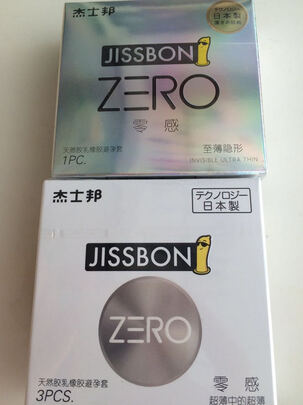 杰士邦
テクノロジー
日本製
JISSBON
ZERO
零感
天然胶乳橡胶避孕套
1PC.
至薄隐形
INVISIBLE ULTRA THIN
杰士邦
テクノロジー
日本製
JISSBON
ZERO
天然胶乳橡胶避孕套
3PCS.
零感
超薄中的超薄